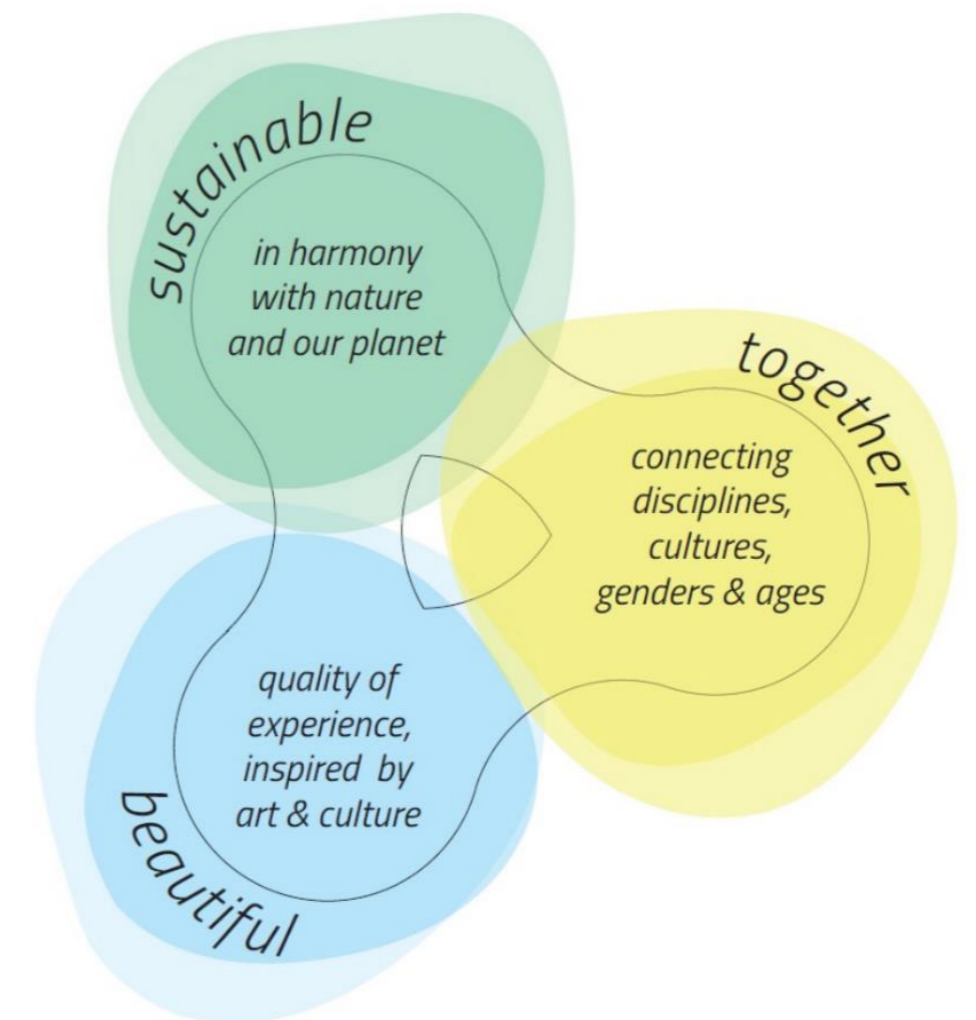 sustainable
in harmony
with nature
and our planet
together
connecting
disciplines,
cultures,
genders & ages
quality of
experience,
inspired by
art & culture
beautiful